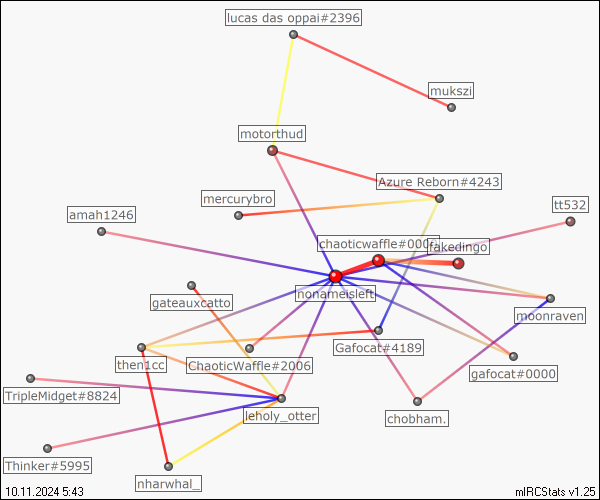 lucas das oppai#2396
mukszi
motorthud
Azure Reborn#4243
mercurybro
tt532
amah1246
chaoticwaffle#000
fakedingo
nonameisleft
gateauxcatto
moonraven
Gafocat#4189
then1cc
ChaoticWaffle#2006
gafocat#0000
TripleMidget#8824
leholy_otter
chobham.
Thinker#5995
nharwhal_
10.11.2024 5:43
mIRCStats v1.25